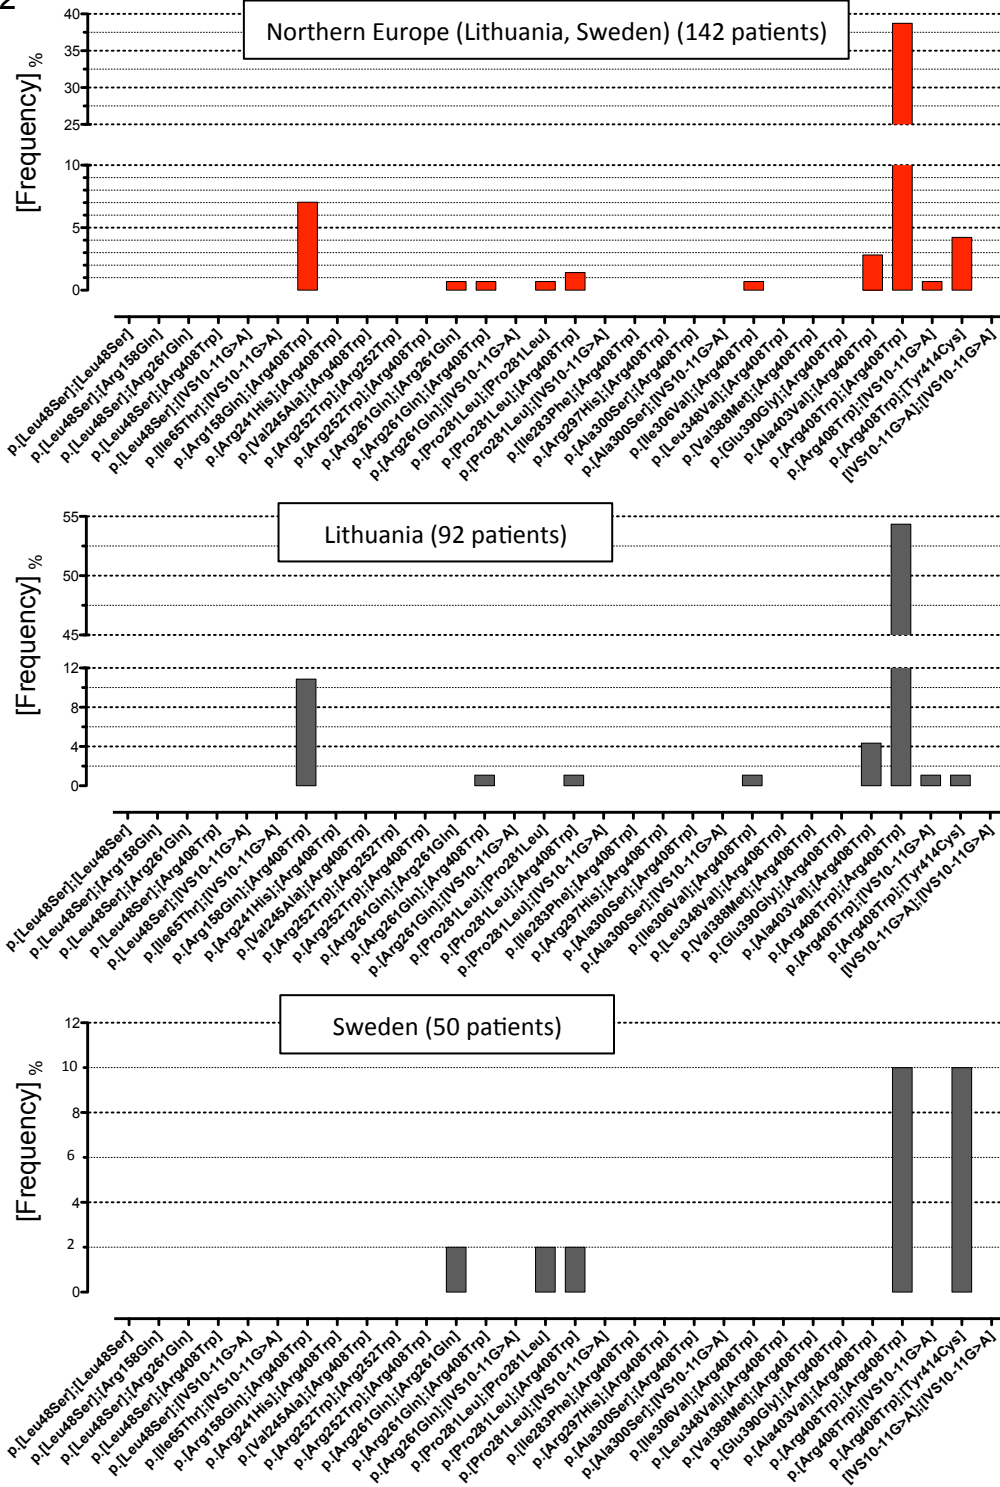 2
Northern Europe (Lithuania, Sweden) (142 patients)
[Frequency] %
40
35
30
25
10
5
0
p.[Leu48Ser];[Leu48Ser]
p.[Leu48Ser];[Arg158Gln]
p.[Leu48Ser];[Arg261Gln]
p.[Leu48Ser];[Arg408Trp]
p.[Leu48Ser];[IVS10-11G>A]
p.[Ile65Thr];[IVS10-11G>A]
p.[Arg158Gln];[Arg408Trp]
p.[Arg241His];[Arg408Trp]
p.[Val245Ala];[Arg408Trp]
p.[Arg252Trp];[Arg252Trp]
p.[Arg252Trp];[Arg408Trp]
p.[Arg261Gln];[Arg261Gln]
p.[Arg261Gln];[Arg408Trp]
p.[Arg261Gln];[IVS10-11G>A]
p.[Pro281Leu];[Pro281Leu]
p.[Pro281Leu];[Arg408Trp]
p.[Pro281Leu];[IVS10-11G>A]
p.[Ile283Phe];[Arg408Trp]
p.[Arg297His];[Arg408Trp]
p.[Ala300Ser];[Arg408Trp]
p.[Ala300Ser];[IVS10-11G>A]
p.[Ile306Val];[Arg408Trp]
p.[Leu348Val];[Arg408Trp]
p.[Val388Met];[Arg408Trp]
p.[Glu390Gly];[Arg408Trp]
p.[Ala403Val];[Arg408Trp]
p.[Arg408Trp];[Arg408Trp]
p.[Arg408Trp];[IVS10-11G>A]
p.[Arg408Trp];[Tyr414Cys]
[IVS10-11G>A];[IVS10-11G>A]
Lithuania (92 patients)
[Frequency] %
55
50
45
12
8
4
0
p.[Leu48Ser];[Leu48Ser]
p.[Leu48Ser];[Arg158Gln]
p.[Leu48Ser];[Arg261Gln]
p.[Leu48Ser];[Arg408Trp]
p.[Leu48Ser];[IVS10-11G>A]
p.[Ile65Thr];[IVS10-11G>A]
p.[Arg158Gln];[Arg408Trp]
p.[Arg241His];[Arg408Trp]
p.[Val245Ala];[Arg408Trp]
p.[Arg252Trp];[Arg252Trp]
p.[Arg252Trp];[Arg408Trp]
p.[Arg261Gln];[Arg261Gln]
p.[Arg261Gln];[Arg408Trp]
p.[Arg261Gln];[IVS10-11G>A]
p.[Pro281Leu];[Pro281Leu]
p.[Pro281Leu];[Arg408Trp]
p.[Pro281Leu];[IVS10-11G>A]
p.[Ile283Phe];[Arg408Trp]
p.[Arg297His];[Arg408Trp]
p.[Ala300Ser];[Arg408Trp]
p.[Ala300Ser];[IVS10-11G>A]
p.[Ile306Val];[Arg408Trp]
p.[Leu348Val];[Arg408Trp]
p.[Val388Met];[Arg408Trp]
p.[Glu390Gly];[Arg408Trp]
p.[Ala403Val];[Arg408Trp]
p.[Arg408Trp];[Arg408Trp]
p.[Arg408Trp];[IVS10-11G>A]
p.[Arg408Trp];[Tyr414Cys]
[IVS10-11G>A];[IVS10-11G>A]
Sweden (50 patients)
[Frequency] %
12
10
8
6
4
2
0
p.[Leu48Ser];[Leu48Ser]
p.[Leu48Ser];[Arg158Gln]
p.[Leu48Ser];[Arg261Gln]
p.[Leu48Ser];[Arg408Trp]
p.[Leu48Ser];[IVS10-11G>A]
p.[Ile65Thr];[IVS10-11G>A]
p.[Arg158Gln];[Arg408Trp]
p.[Arg241His];[Arg408Trp]
p.[Val245Ala];[Arg408Trp]
p.[Arg252Trp];[Arg252Trp]
p.[Arg252Trp];[Arg408Trp]
p.[Arg261Gln];[Arg261Gln]
p.[Arg261Gln];[Arg408Trp]
p.[Arg261Gln];[IVS10-11G>A]
p.[Pro281Leu];[Pro281Leu]
p.[Pro281Leu];[Arg408Trp]
p.[Pro281Leu];[IVS10-11G>A]
p.[Ile283Phe];[Arg408Trp]
p.[Arg297His];[Arg408Trp]
p.[Ala300Ser];[Arg408Trp]
p.[Ala300Ser];[IVS10-11G>A]
p.[Ile306Val];[Arg408Trp]
p.[Leu348Val];[Arg408Trp]
p.[Val388Met];[Arg408Trp]
p.[Glu390Gly];[Arg408Trp]
p.[Ala403Val];[Arg408Trp]
p.[Arg408Trp];[Arg408Trp]
p.[Arg408Trp];[IVS10-11G>A]
p.[Arg408Trp];[Tyr414Cys]
[IVS10-11G>A];[IVS10-11G>A]